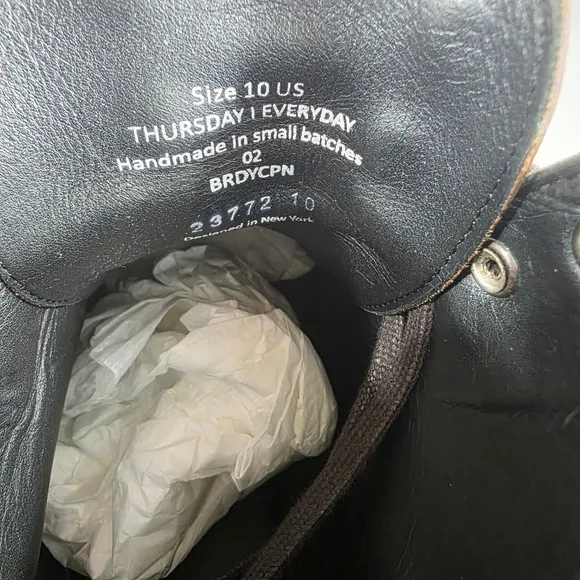 Size 10 US
THURSDAY | EVERYDAY
Handmade in small batches
02
BRDYCPN
23772 10
Designed in New York